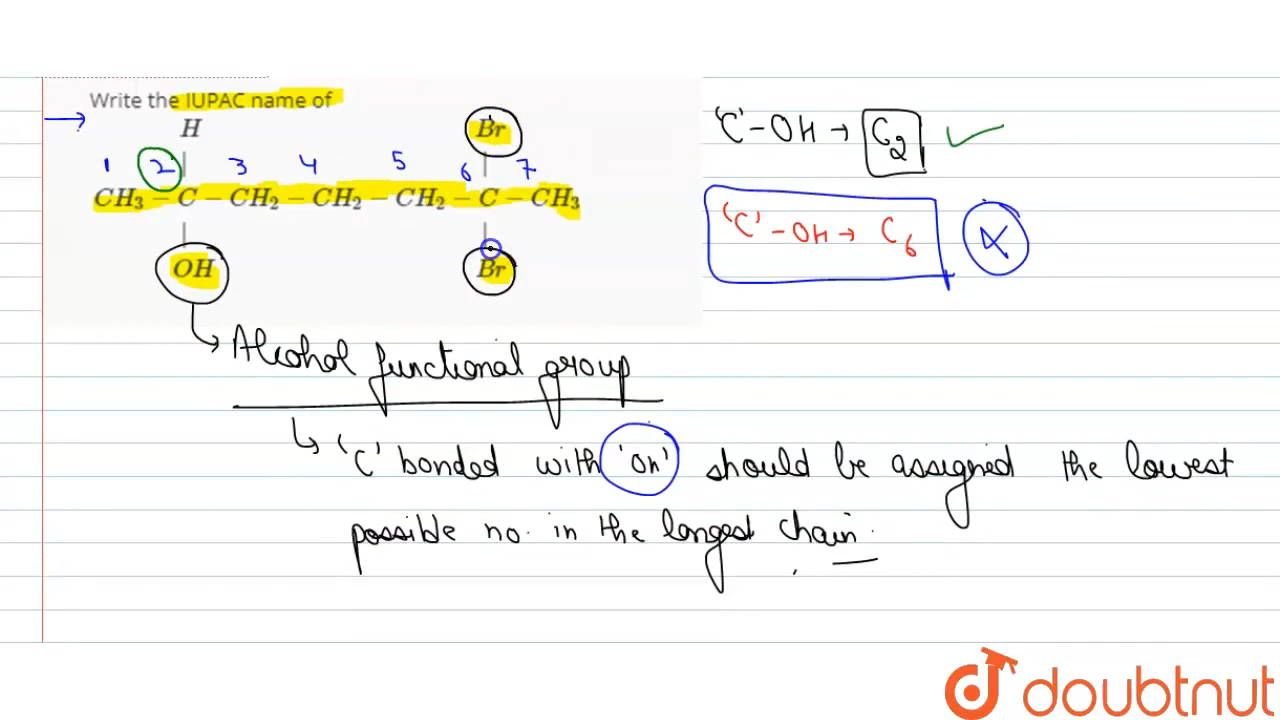 Write the IUPAC name of
H Br
1 2 3 4 5 6 7
CH3 – C – CH2 – CH2 – CH2 – C – CH3
OH Br
'C' – OH → C2 ✓
'C' – OH → C6
Alcohol functional group
↳ 'C' bonded with 'OH' should be assigned the lowest
possible no. in the longest chain.
doubtnut